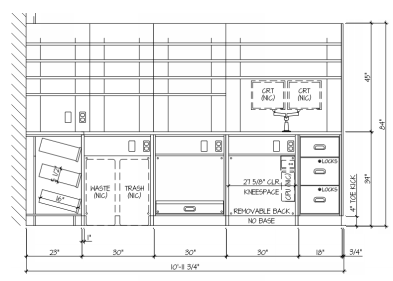 CRT
(NIC)
CRT
(NIC)
45"
84"
39"
4" TOE KICK
LOCKS
LOCKS
16"
WASTE
(NIC)
TRASH
(NIC)
27 5/8" CLR.
KNEESPACE
CPU (NIC)
REMOVABLE BACK
NO BASE
1"
23"
30"
30"
30"
18"
3/4"
10'-11 3/4"